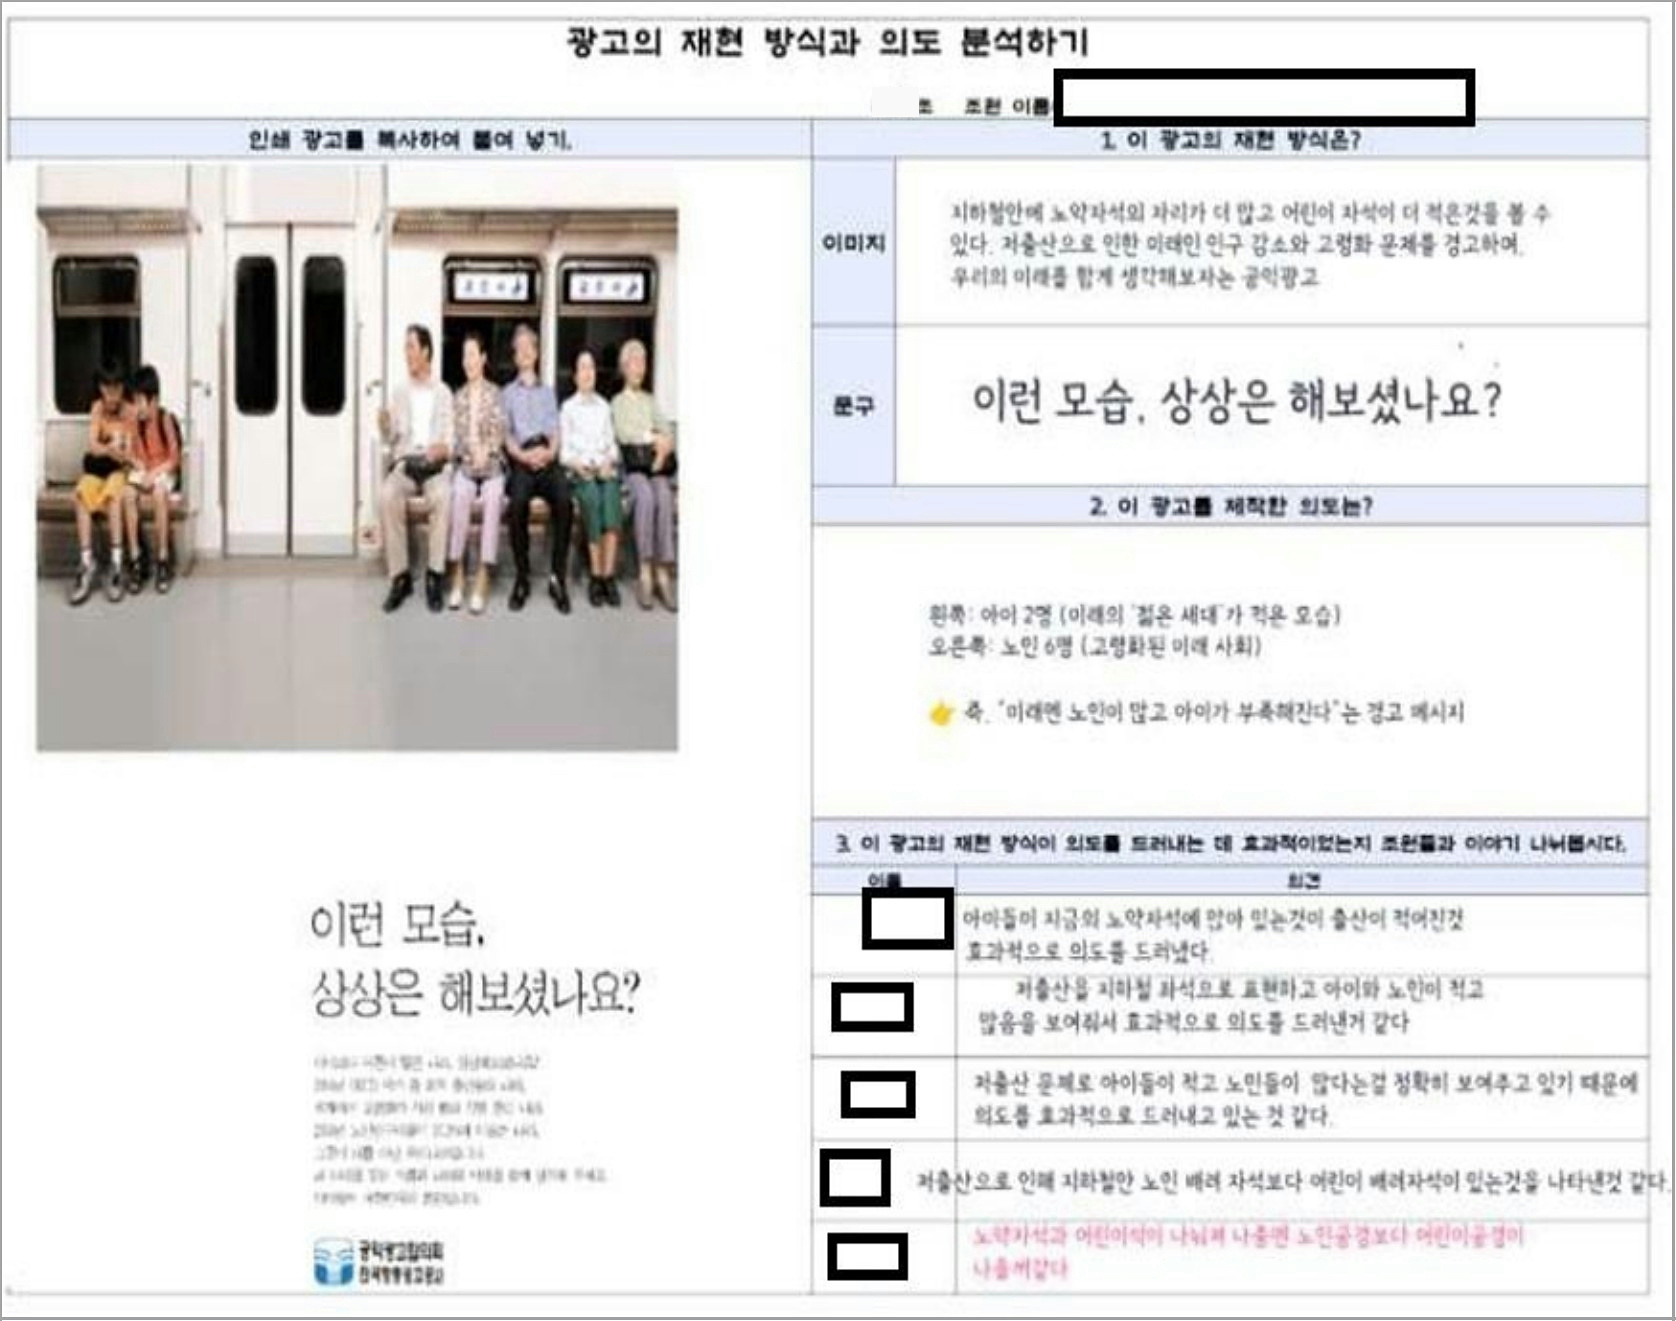 광고의 재현 방식과 의도 분석하기
조 조원 이름
인쇄 광고를 복사하여 붙여 넣기.
1. 이 광고의 재현 방식은?
이미지
지하철안에 노약자석의 자리가 더 많고 어린이 좌석이 더 적은것을 볼 수
있다. 저출산으로 인한 미래인 인구 감소와 고령화 문제를 경고하며,
우리의 미래를 함께 생각해보자는 공익광고
문구
이런 모습, 상상은 해보셨나요?
2. 이 광고를 제작한 의도는?
왼쪽: 아이 2명 (미래의 '젊은 세대'가 적은 모습)
오른쪽: 노인 6명 (고령화된 미래 사회)
👉 즉, "미래엔 노인이 많고 아이가 부족해진다"는 경고 메시지
3. 이 광고의 재현 방식이 의도를 드러내는 데 효과적이었는지 조원들과 이야기 나눠봅시다.
이름
의견
아이들이 지금의 노약자석에 앉아 있는것이 출산이 적어진것
효과적으로 의도를 드러냈다.
저출산을 지하철 좌석으로 표현하고 아이와 노인이 적고
많음을 보여줘서 효과적으로 의도를 드러낸거 같다
저출산 문제로 아이들이 적고 노인들이 많다는걸 정확히 보여주고 있기 때문에
의도를 효과적으로 드러내고 있는 것 같다.
저출산으로 인해 지하철안 노인 배려 자석보다 어린이 배려자석이 있는것을 나타낸것 같다.
노약자석과 어린이석이 나눠져 나올면 노인공경보다 어린이공경이
나올꺼같다
이런 모습,
상상은 해보셨나요?
공익광고협의회
한국방송광고공사